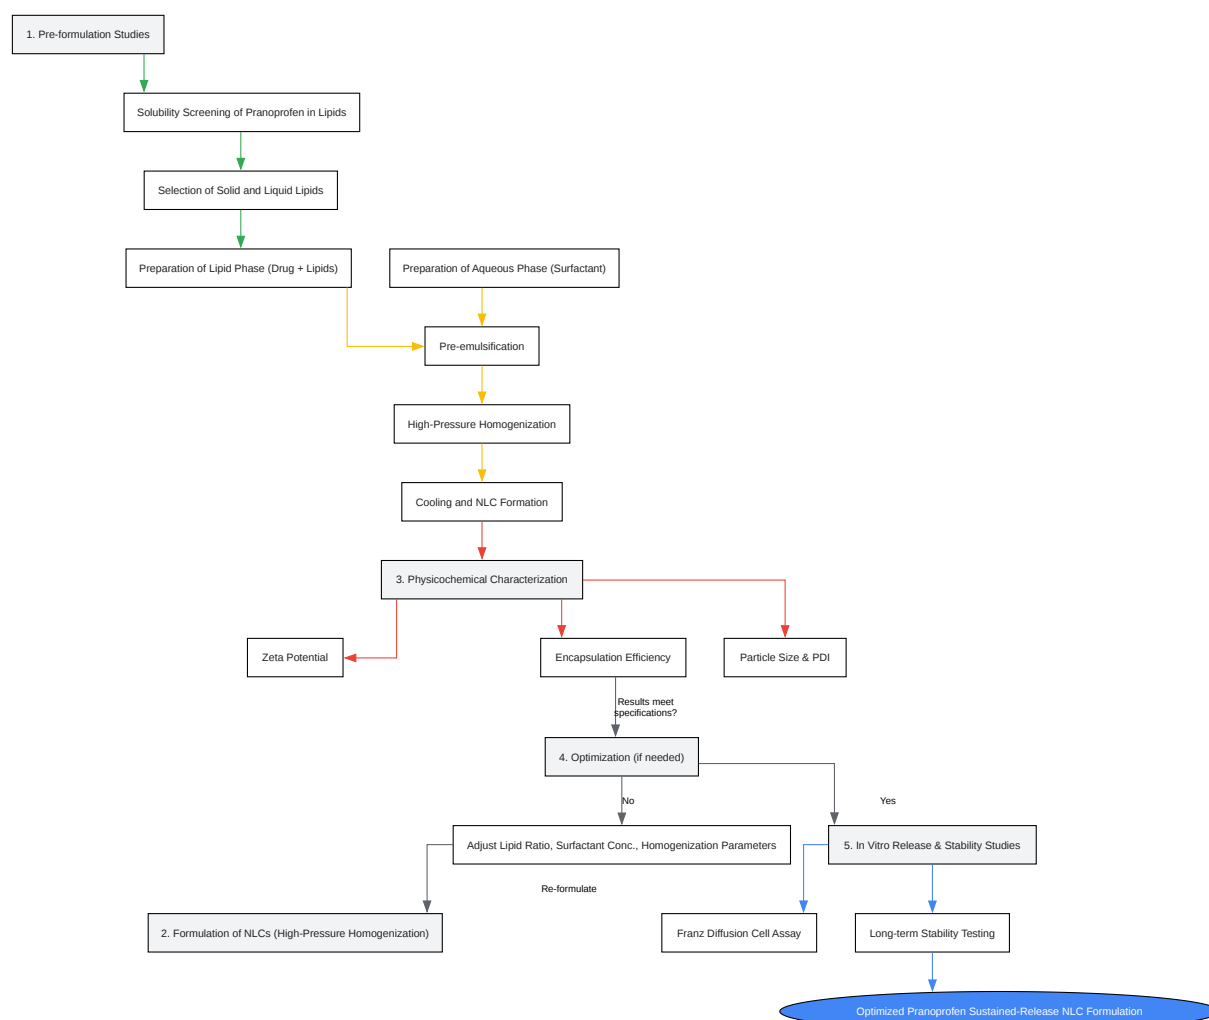 1. Pre-formulation Studies
Solubility Screening of Pranoprofen in Lipids
Selection of Solid and Liquid Lipids
Preparation of Lipid Phase (Drug + Lipids)
Preparation of Aqueous Phase (Surfactant)
Pre-emulsification
High-Pressure Homogenization
Cooling and NLC Formation
3. Physicochemical Characterization
Zeta Potential
Encapsulation Efficiency
Particle Size & PDI
Results meet
specifications?
4. Optimization (if needed)
No
Yes
Adjust Lipid Ratio, Surfactant Conc., Homogenization Parameters
5. In Vitro Release & Stability Studies
Re-formulate
2. Formulation of NLCs (High-Pressure Homogenization)
Franz Diffusion Cell Assay
Long-term Stability Testing
Optimized Pranoprofen Sustained-Release NLC Formulation